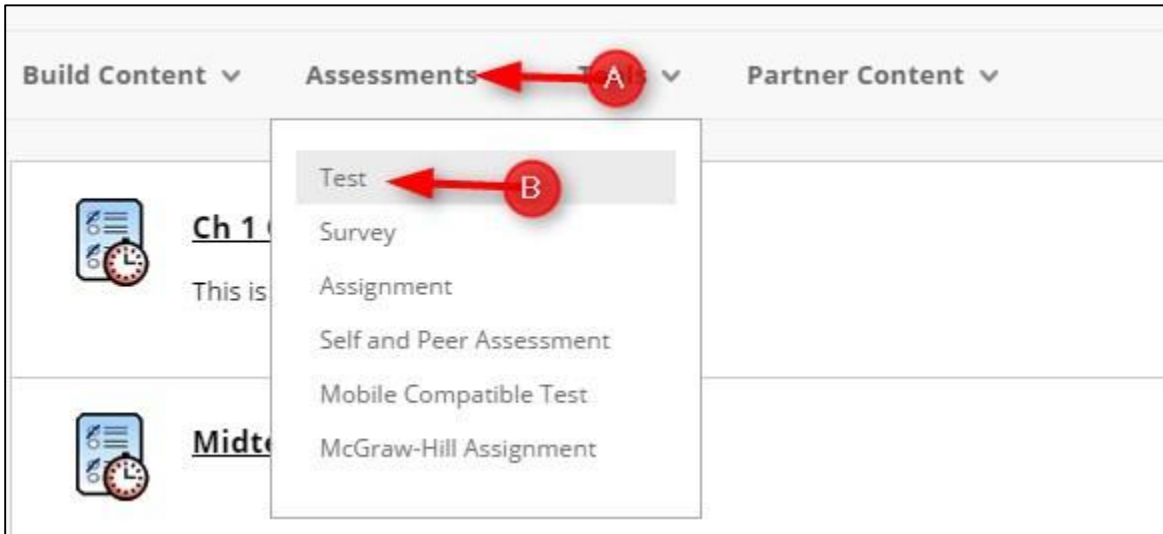 Build Content Assessments A Partner Content
Test B
Ch 1
Survey
This is
Assignment
Self and Peer Assessment
Mobile Compatible Test
McGraw-Hill Assignment